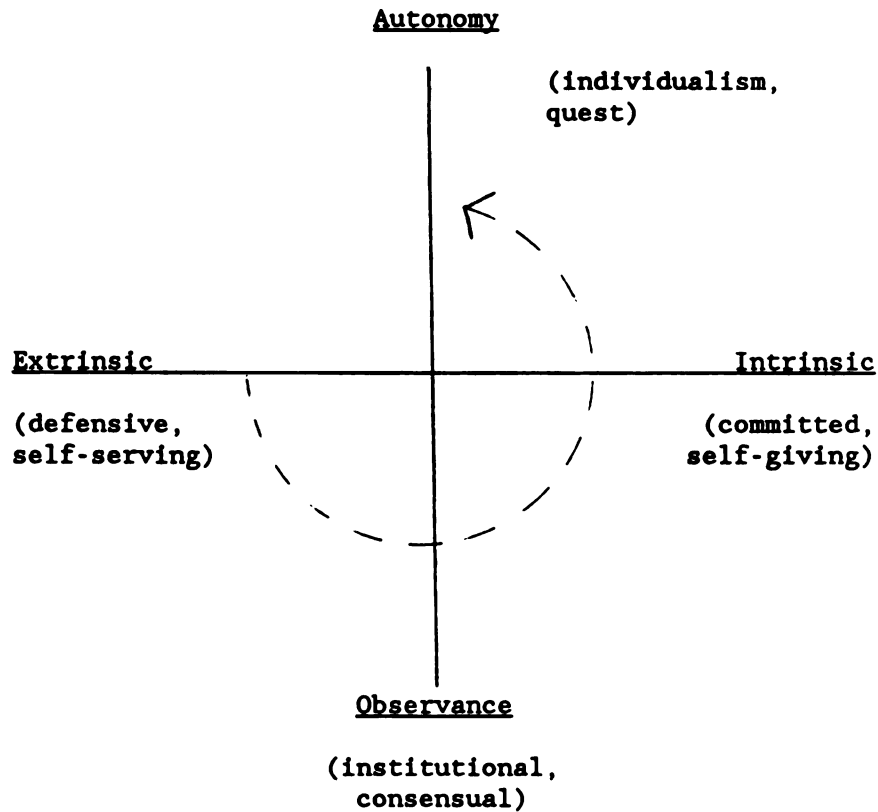 Autonomy
(individualism,
quest)
Extrinsic
Intrinsic
(defensive,
self-serving)
(committed,
self-giving)
Observance
(institutional,
consensual)